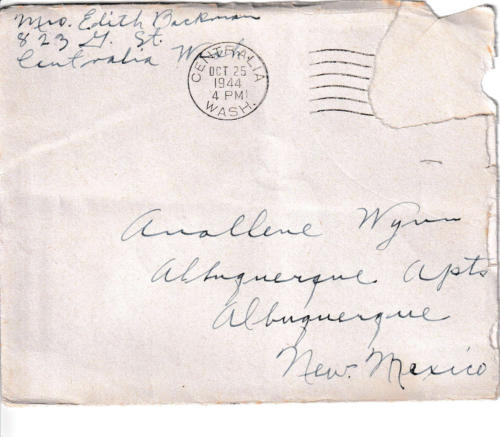 Mrs. Edith Backman
823 G. St.
Centralia Wash
CENTRALIA
OCT 25
1944
4 PM
WASH.
Anallene Wynn
Albuquerque Apts
Albuquerque
New. Mexico